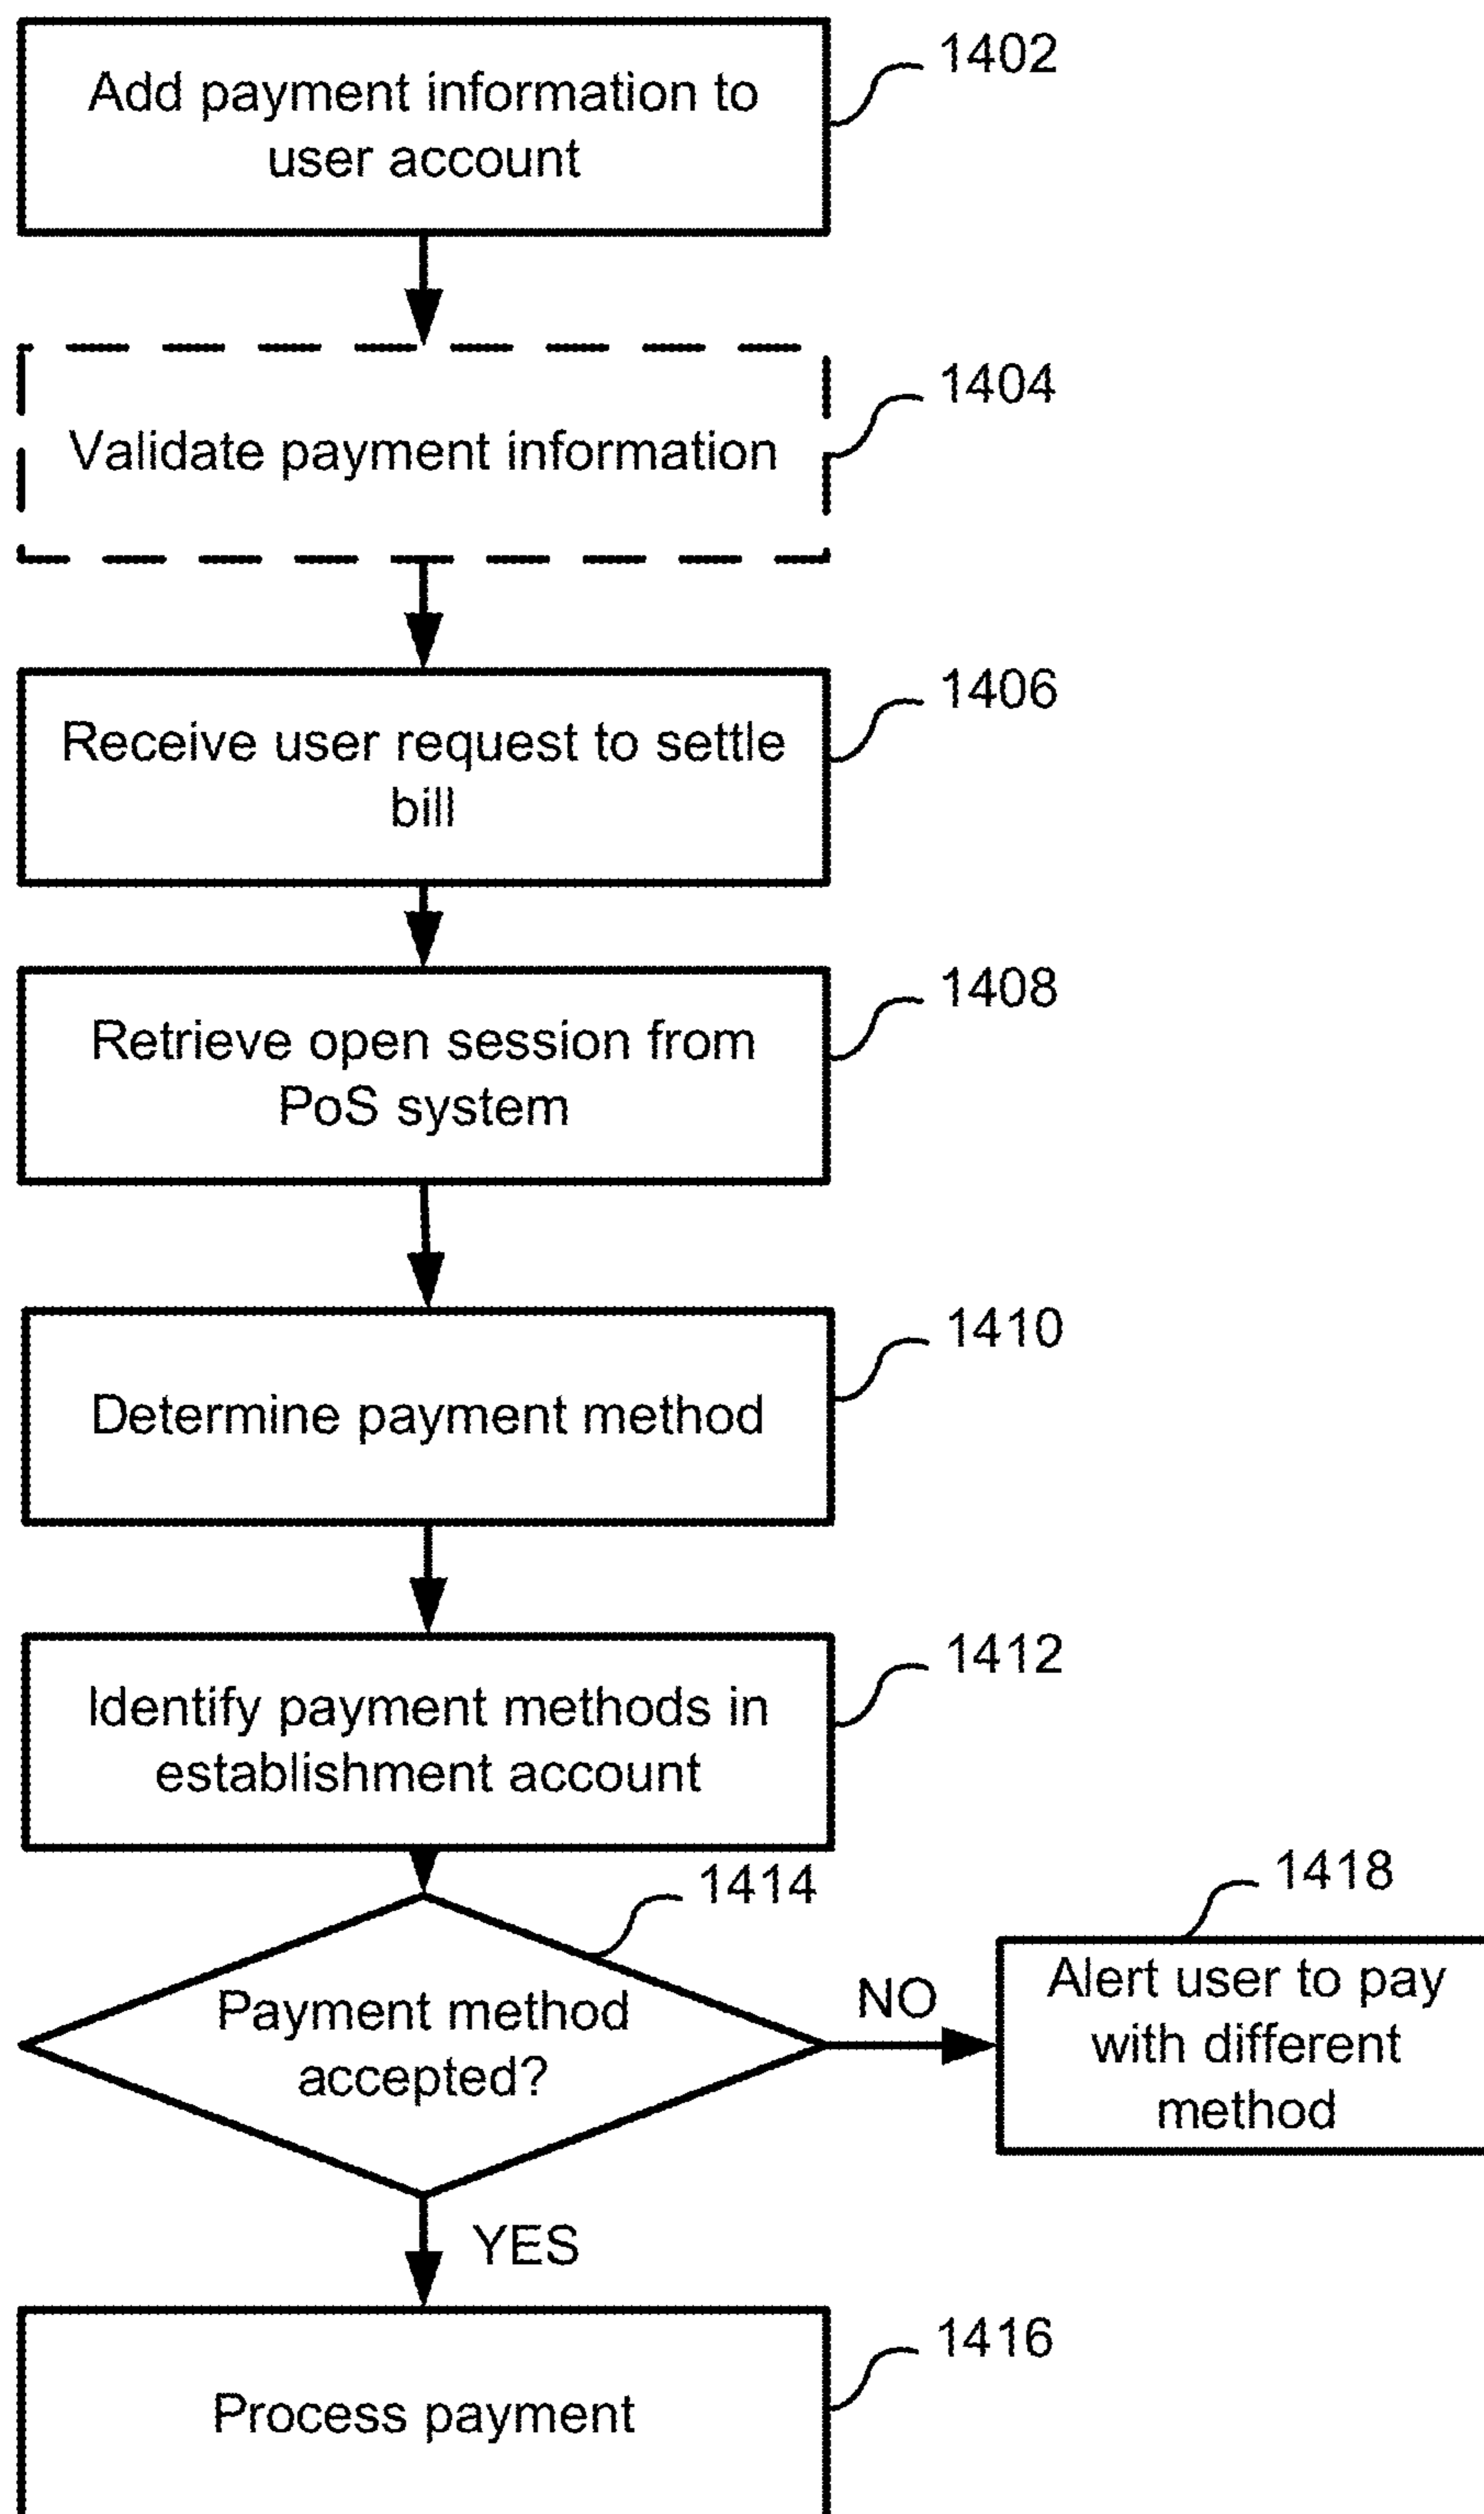 1402
Add payment information to
user account
1404
Validate payment information
1406
Receive user request to settle
bill
1408
Retrieve open session from
PoS system
1410
Determine payment method
1412
Identify payment methods in
establishment account
1414
1418
Payment method
accepted?
NO
Alert user to pay
with different
method
YES
1416
Process payment